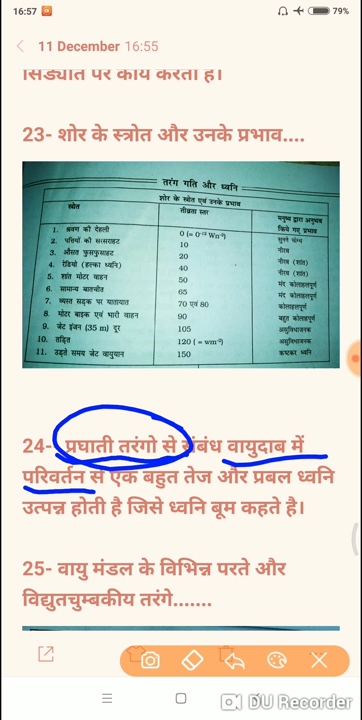 16:57
79%
11 December 16:55
सिद्धांत पर कार्य करता है।
23- शोर के स्त्रोत और उनके प्रभाव....
तरंग गति और ध्वनि
शोर के स्रोत एवं उनके प्रभाव
स्रोत तीव्रता स्तर मनुष्य द्वारा अनुभव किये गए प्रभाव
1. श्रवण की देहली 0 सुनने योग्य
2. पत्तियों की सरसराहट 10 नीरव
3. औसत फुसफुसाहट 20 नीरव (शांत)
4. रेडियो (हल्का ध्वनि) 40 नीरव (शांत)
5. शांत मोटर वाहन 50 मंद कोलाहलपूर्ण
6. सामान्य बातचीत 65 मंद कोलाहलपूर्ण
7. व्यस्त सड़क पर यातायात 70 एवं 80 कोलाहलपूर्ण
8. मोटर बाइक एवं भारी वाहन 90 बहुत कोलाहपूर्ण
9. जेट इंजन (35 m) दूर 105 असुविधाजनक
10. तड़ित 120 असुविधाजनक
11. उड़ते समय जेट वायुयान 150 कष्टकर ध्वनि
24- प्रघाती तरंगो से संबंध वायुदाब में
परिवर्तन से एक बहुत तेज और प्रबल ध्वनि
उत्पन्न होती है जिसे ध्वनि बूम कहते है।
25- वायु मंडल के विभिन्न परते और
विद्युतचुम्बकीय तरंगे.......
DU Recorder